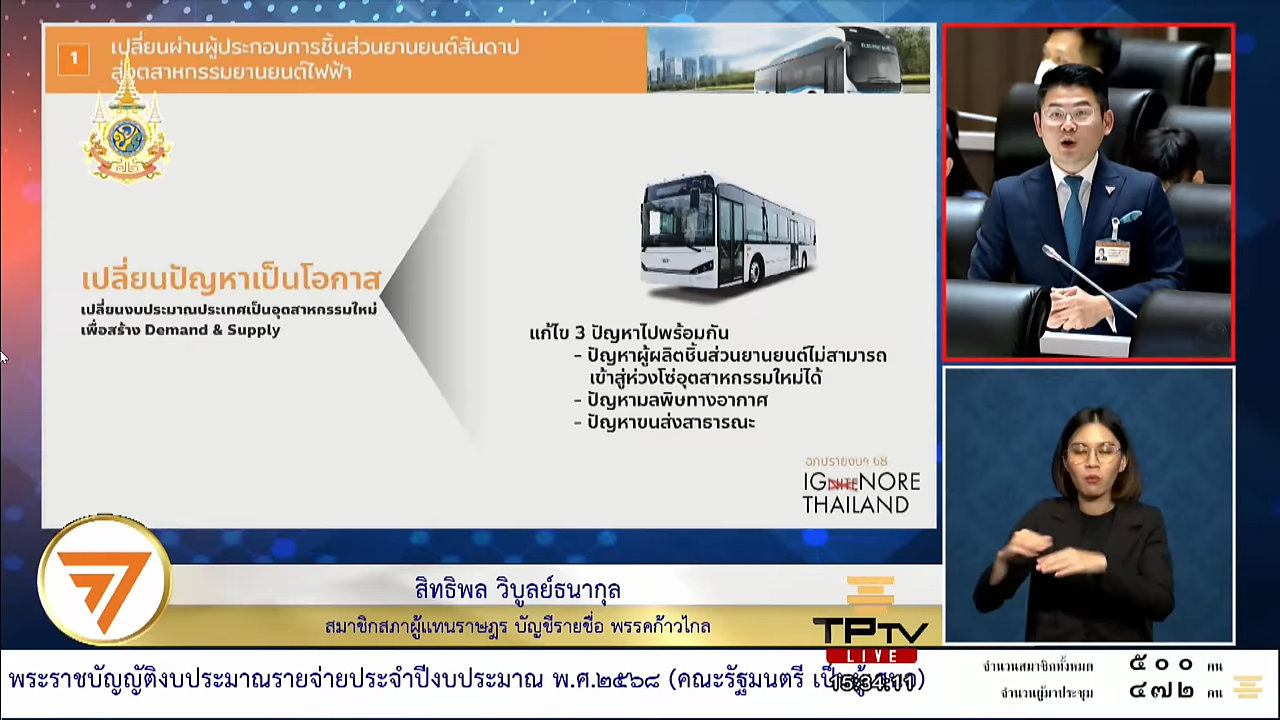 1
เปลี่ยนผ่านผู้ประกอบการชิ้นส่วนยานยนต์สันดาป
สู่อุตสาหกรรมยานยนต์ไฟฟ้า
ELECTRIC BUS
เปลี่ยนปัญหาเป็นโอกาส
เปลี่ยนงบประมาณประเทศเป็นอุตสาหกรรมใหม่
เพื่อสร้าง Demand & Supply
แก้ไข 3 ปัญหาไปพร้อมกัน
- ปัญหาผู้ผลิตชิ้นส่วนยานยนต์ไม่สามารถ
เข้าสู่ห่วงโซ่อุตสาหกรรมใหม่ได้
- ปัญหามลพิษทางอากาศ
- ปัญหาขนส่งสาธารณะ
อภิปรายงบฯ 68
IGNITE NORE
THAILAND
สิทธิพล วิบูลย์ธนากุล
สมาชิกสภาผู้แทนราษฎร บัญชีรายชื่อ พรรคก้าวไกล
TPTV
LIVE
15:34:11
พระราชบัญญัติงบประมาณรายจ่ายประจำปีงบประมาณ พ.ศ.๒๕๖๘ (คณะรัฐมนตรี
จำนวนสมาชิกทั้งหมด ๕๐๐ คน
จำนวนผู้มาประชุม ๔๗๒ คน